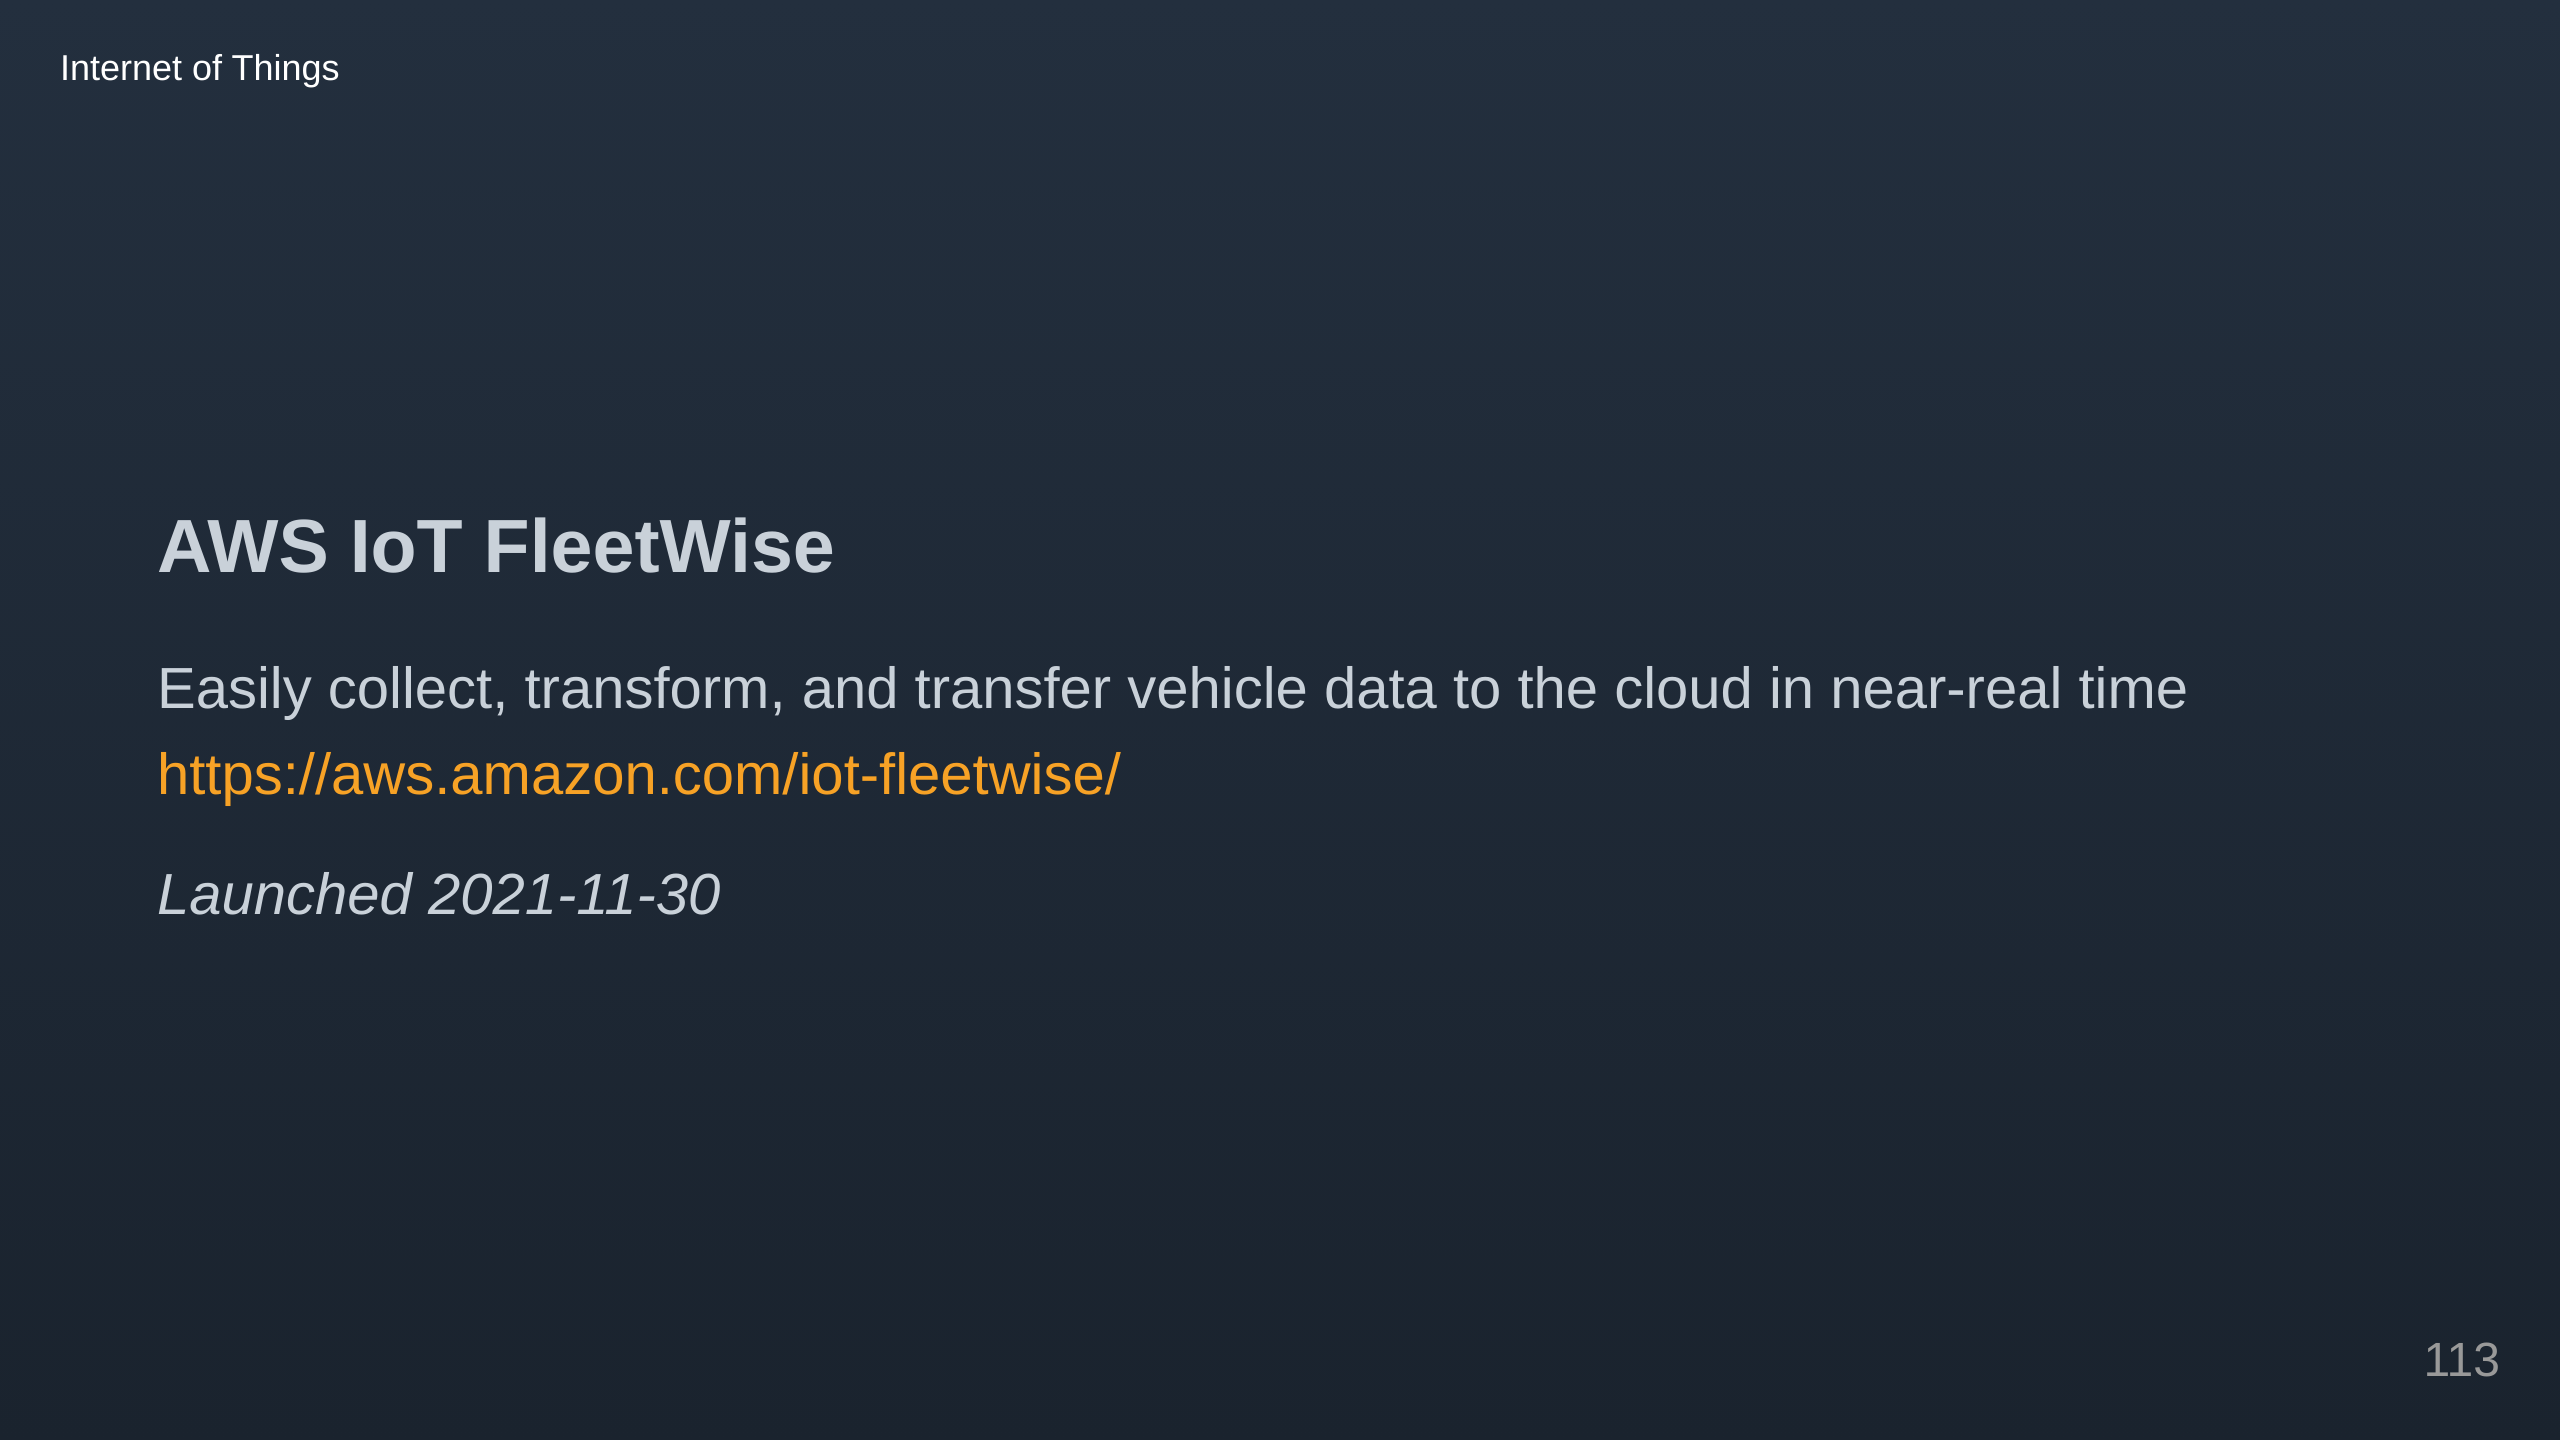 Internet of Things
AWS IoT FleetWise
Easily collect, transform, and transfer vehicle data to the cloud in near-real time
https://aws.amazon.com/iot-fleetwise/
Launched 2021-11-30
113